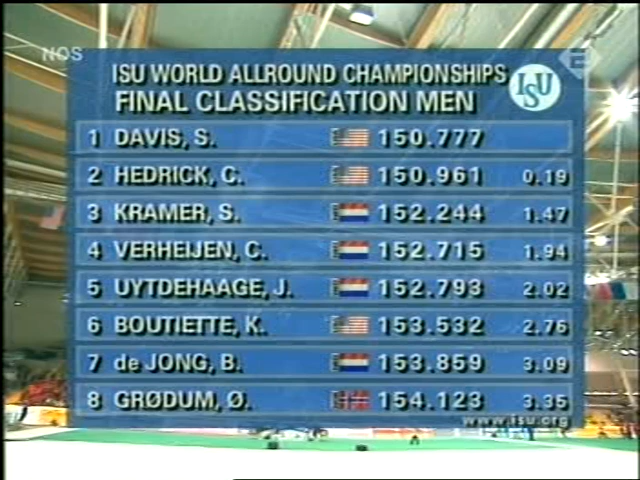 NOS
ISU WORLD ALLROUND CHAMPIONSHIPS
FINAL CLASSIFICATION MEN
ISU
1 DAVIS, S. 150.777
2 HEDRICK, C. 150.961 0.19
3 KRAMER, S. 152.244 1.47
4 VERHEIJEN, C. 152.715 1.94
5 UYTDEHAAGE, J. 152.793 2.02
6 BOUTIETTE, K. 153.532 2.76
7 de JONG, B. 153.859 3.09
8 GRØDUM, Ø. 154.123 3.35
www.isu.org